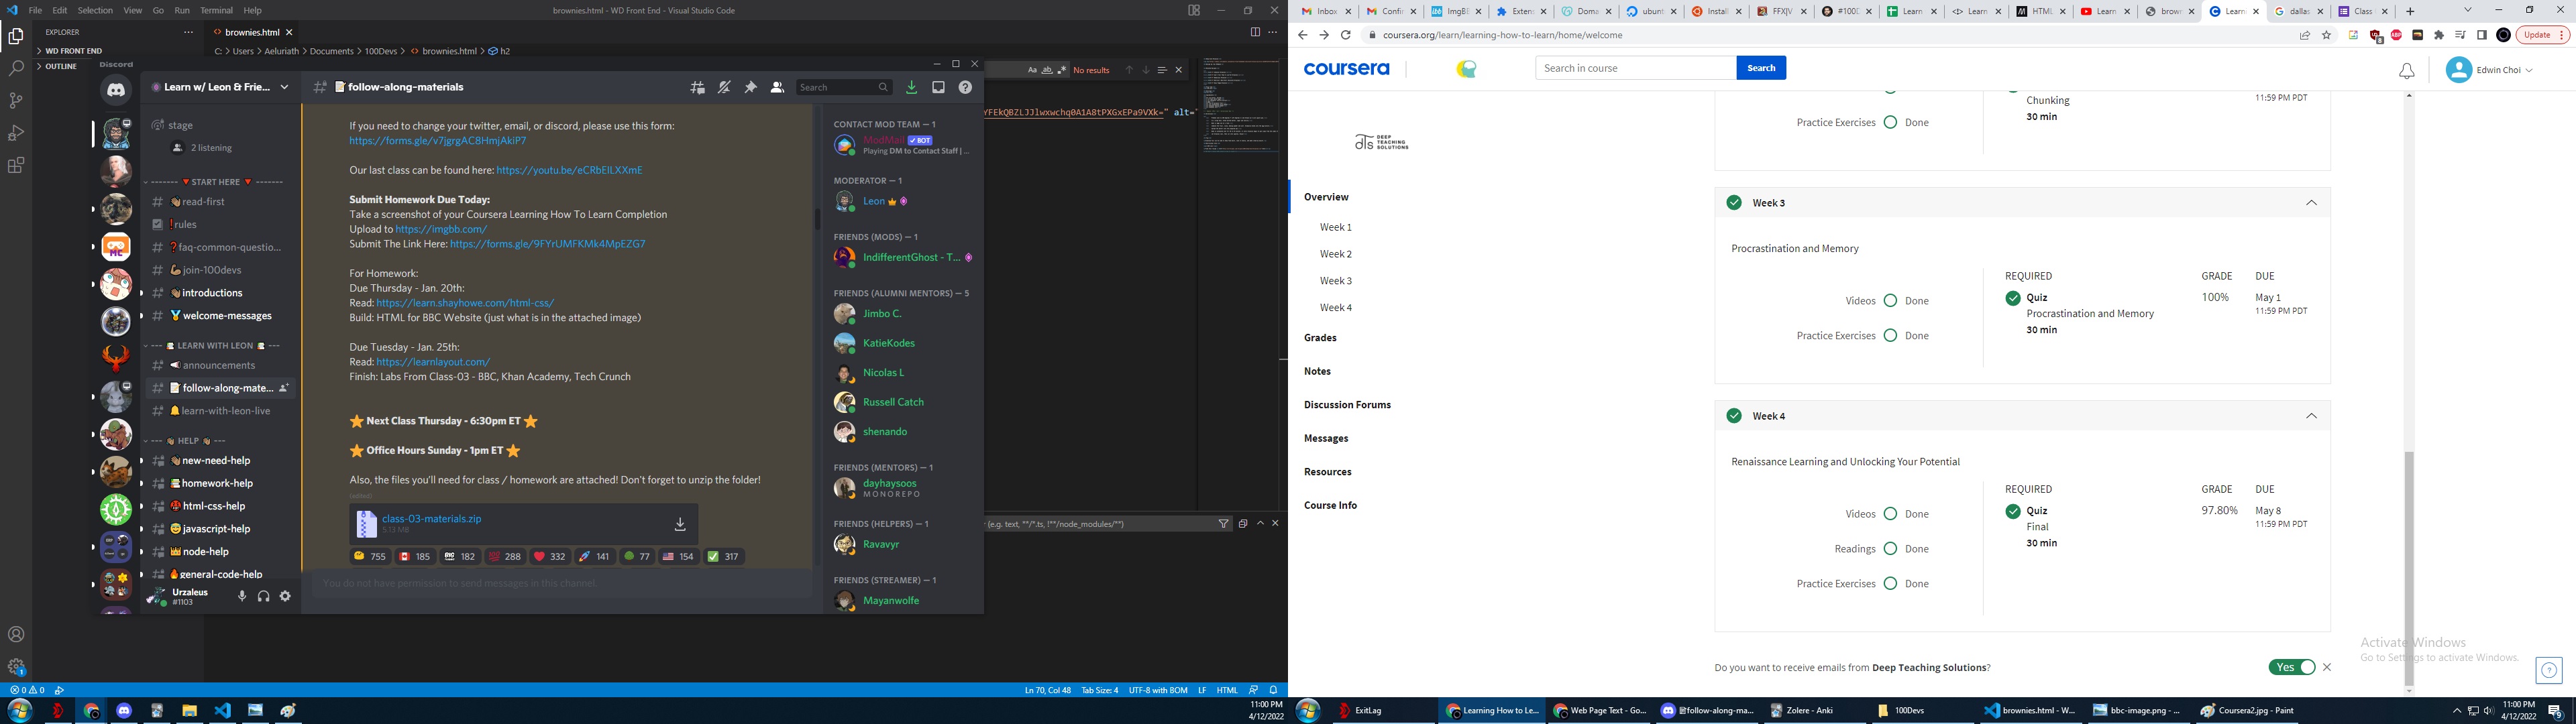 File Edit Selection View Go Run Terminal Help
brownies.html - WD Front End - Visual Studio Code
EXPLORER
WD FRONT END
OUTLINE
brownies.html
C: > Users > Aeluriath > Documents > 100Devs > brownies.html > h2
No results
alt="
Discord
Learn w/ Leon & Frie...
stage
2 listening
------- START HERE -------
read-first
rules
faq-common-questio...
join-100devs
introductions
welcome-messages
--- LEARN WITH LEON ---
announcements
follow-along-mate...
learn-with-leon-live
--- HELP ---
new-need-help
homework-help
html-css-help
javascript-help
node-help
general-code-help
Urzaleus
#1103
follow-along-materials
Search
If you need to change your twitter, email, or discord, please use this form:
https://forms.gle/v7jgrgAC8HmjAkiP7
Our last class can be found here: https://youtu.be/eCRbEILXXmE
Submit Homework Due Today:
Take a screenshot of your Coursera Learning How To Learn Completion
Upload to https://imgbb.com/
Submit The Link Here: https://forms.gle/9FYrUMFKMk4MpEZG7
For Homework:
Due Thursday - Jan. 20th:
Read: https://learn.shayhowe.com/html-css/
Build: HTML for BBC Website (just what is in the attached image)
Due Tuesday - Jan. 25th:
Read: https://learnlayout.com/
Finish: Labs From Class-03 - BBC, Khan Academy, Tech Crunch
Next Class Thursday - 6:30pm ET
Office Hours Sunday - 1pm ET
Also, the files you'll need for class / homework are attached! Don't forget to unzip the folder!
(edited)
class-03-materials.zip
5.13 MB
755 185 182 288 332 141 77 154 317
You do not have permission to send messages in this channel.
CONTACT MOD TEAM — 1
ModMail BOT
Playing DM to Contact Staff | ...
MODERATOR — 1
Leon
FRIENDS (MODS) — 1
IndifferentGhost - T...
FRIENDS (ALUMNI MENTORS) — 5
Jimbo C.
KatieKodes
Nicolas L
Russell Catch
shenando
FRIENDS (MENTORS) — 1
dayhaysoos
MONOREPO
FRIENDS (HELPERS) — 1
Ravavyr
FRIENDS (STREAMER) — 1
Mayanwolfe
(e.g. text, **/*.ts, !**/node_modules/**)
0 0
Ln 70, Col 48 Tab Size: 4 UTF-8 with BOM LF HTML
11:00 PM
4/12/2022
Inbox Confir ImgBB Extens Doma ubunt Install FFXIV #100D Learn Learn HTML Learn brown Learn dallas Class
coursera.org/learn/learning-how-to-learn/home/welcome
Update
coursera
Search in course
Search
Edwin Choi
DEEP
TEACHING
SOLUTIONS
Overview
Week 1
Week 2
Week 3
Week 4
Grades
Notes
Discussion Forums
Messages
Resources
Course Info
Chunking
30 min
11:59 PM PDT
Practice Exercises Done
Week 3
Procrastination and Memory
REQUIRED GRADE DUE
Videos Done
Quiz 100% May 1
Procrastination and Memory 11:59 PM PDT
30 min
Practice Exercises Done
Week 4
Renaissance Learning and Unlocking Your Potential
REQUIRED GRADE DUE
Videos Done
Quiz 97.80% May 8
Final 11:59 PM PDT
30 min
Readings Done
Practice Exercises Done
Do you want to receive emails from Deep Teaching Solutions?
Yes
Activate Windows
Go to Settings to activate Windows.
ExitLag Learning How to Le... Web Page Text - Go... #follow-along-ma... Zolere - Anki 100Devs brownies.html - W... bbc-image.png - ... Coursera2.jpg - Paint
11:00 PM
4/12/2022